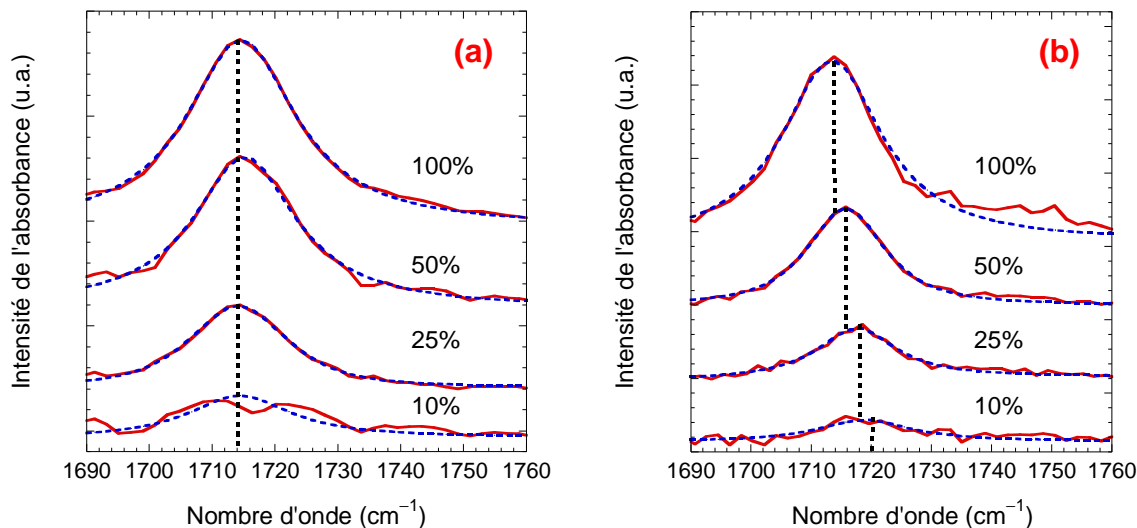 Intensité de l'absorbance (u.a.)
(a)
100%
50%
25%
10%
1690 1700 1710 1720 1730 1740 1750 1760
Nombre d'onde (cm⁻¹)
Intensité de l'absorbance (u.a.)
(b)
100%
50%
25%
10%
1690 1700 1710 1720 1730 1740 1750 1760
Nombre d'onde (cm⁻¹)